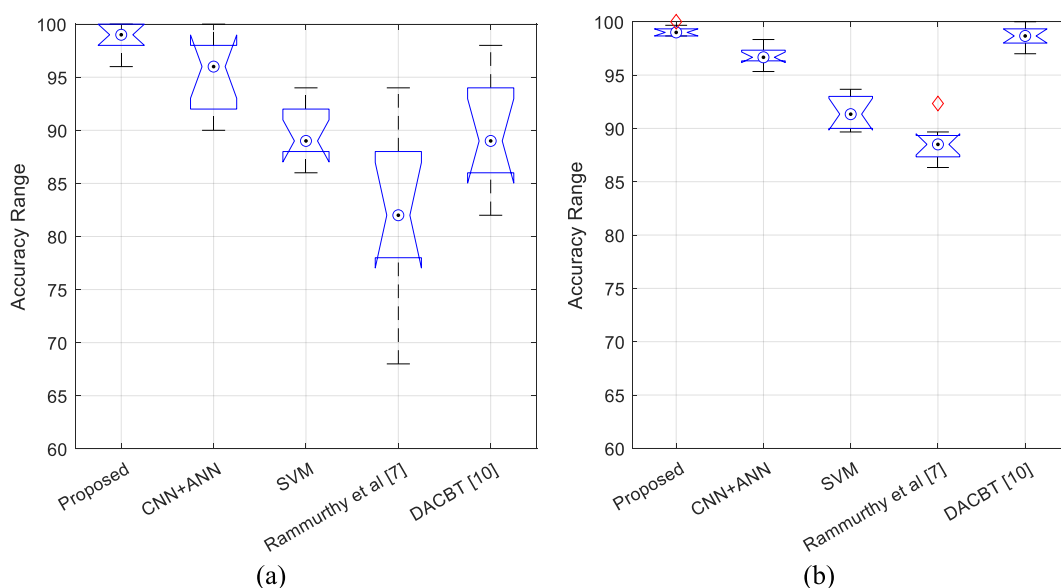 100
95
90
85
80
75
70
65
60
Accuracy Range
Proposed
CNN+ANN
SVM
Rammurthy et al [7]
DACBT [10]
(a)
100
95
90
85
80
75
70
65
60
Accuracy Range
Proposed
CNN+ANN
SVM
Rammurthy et al [7]
DACBT [10]
(b)